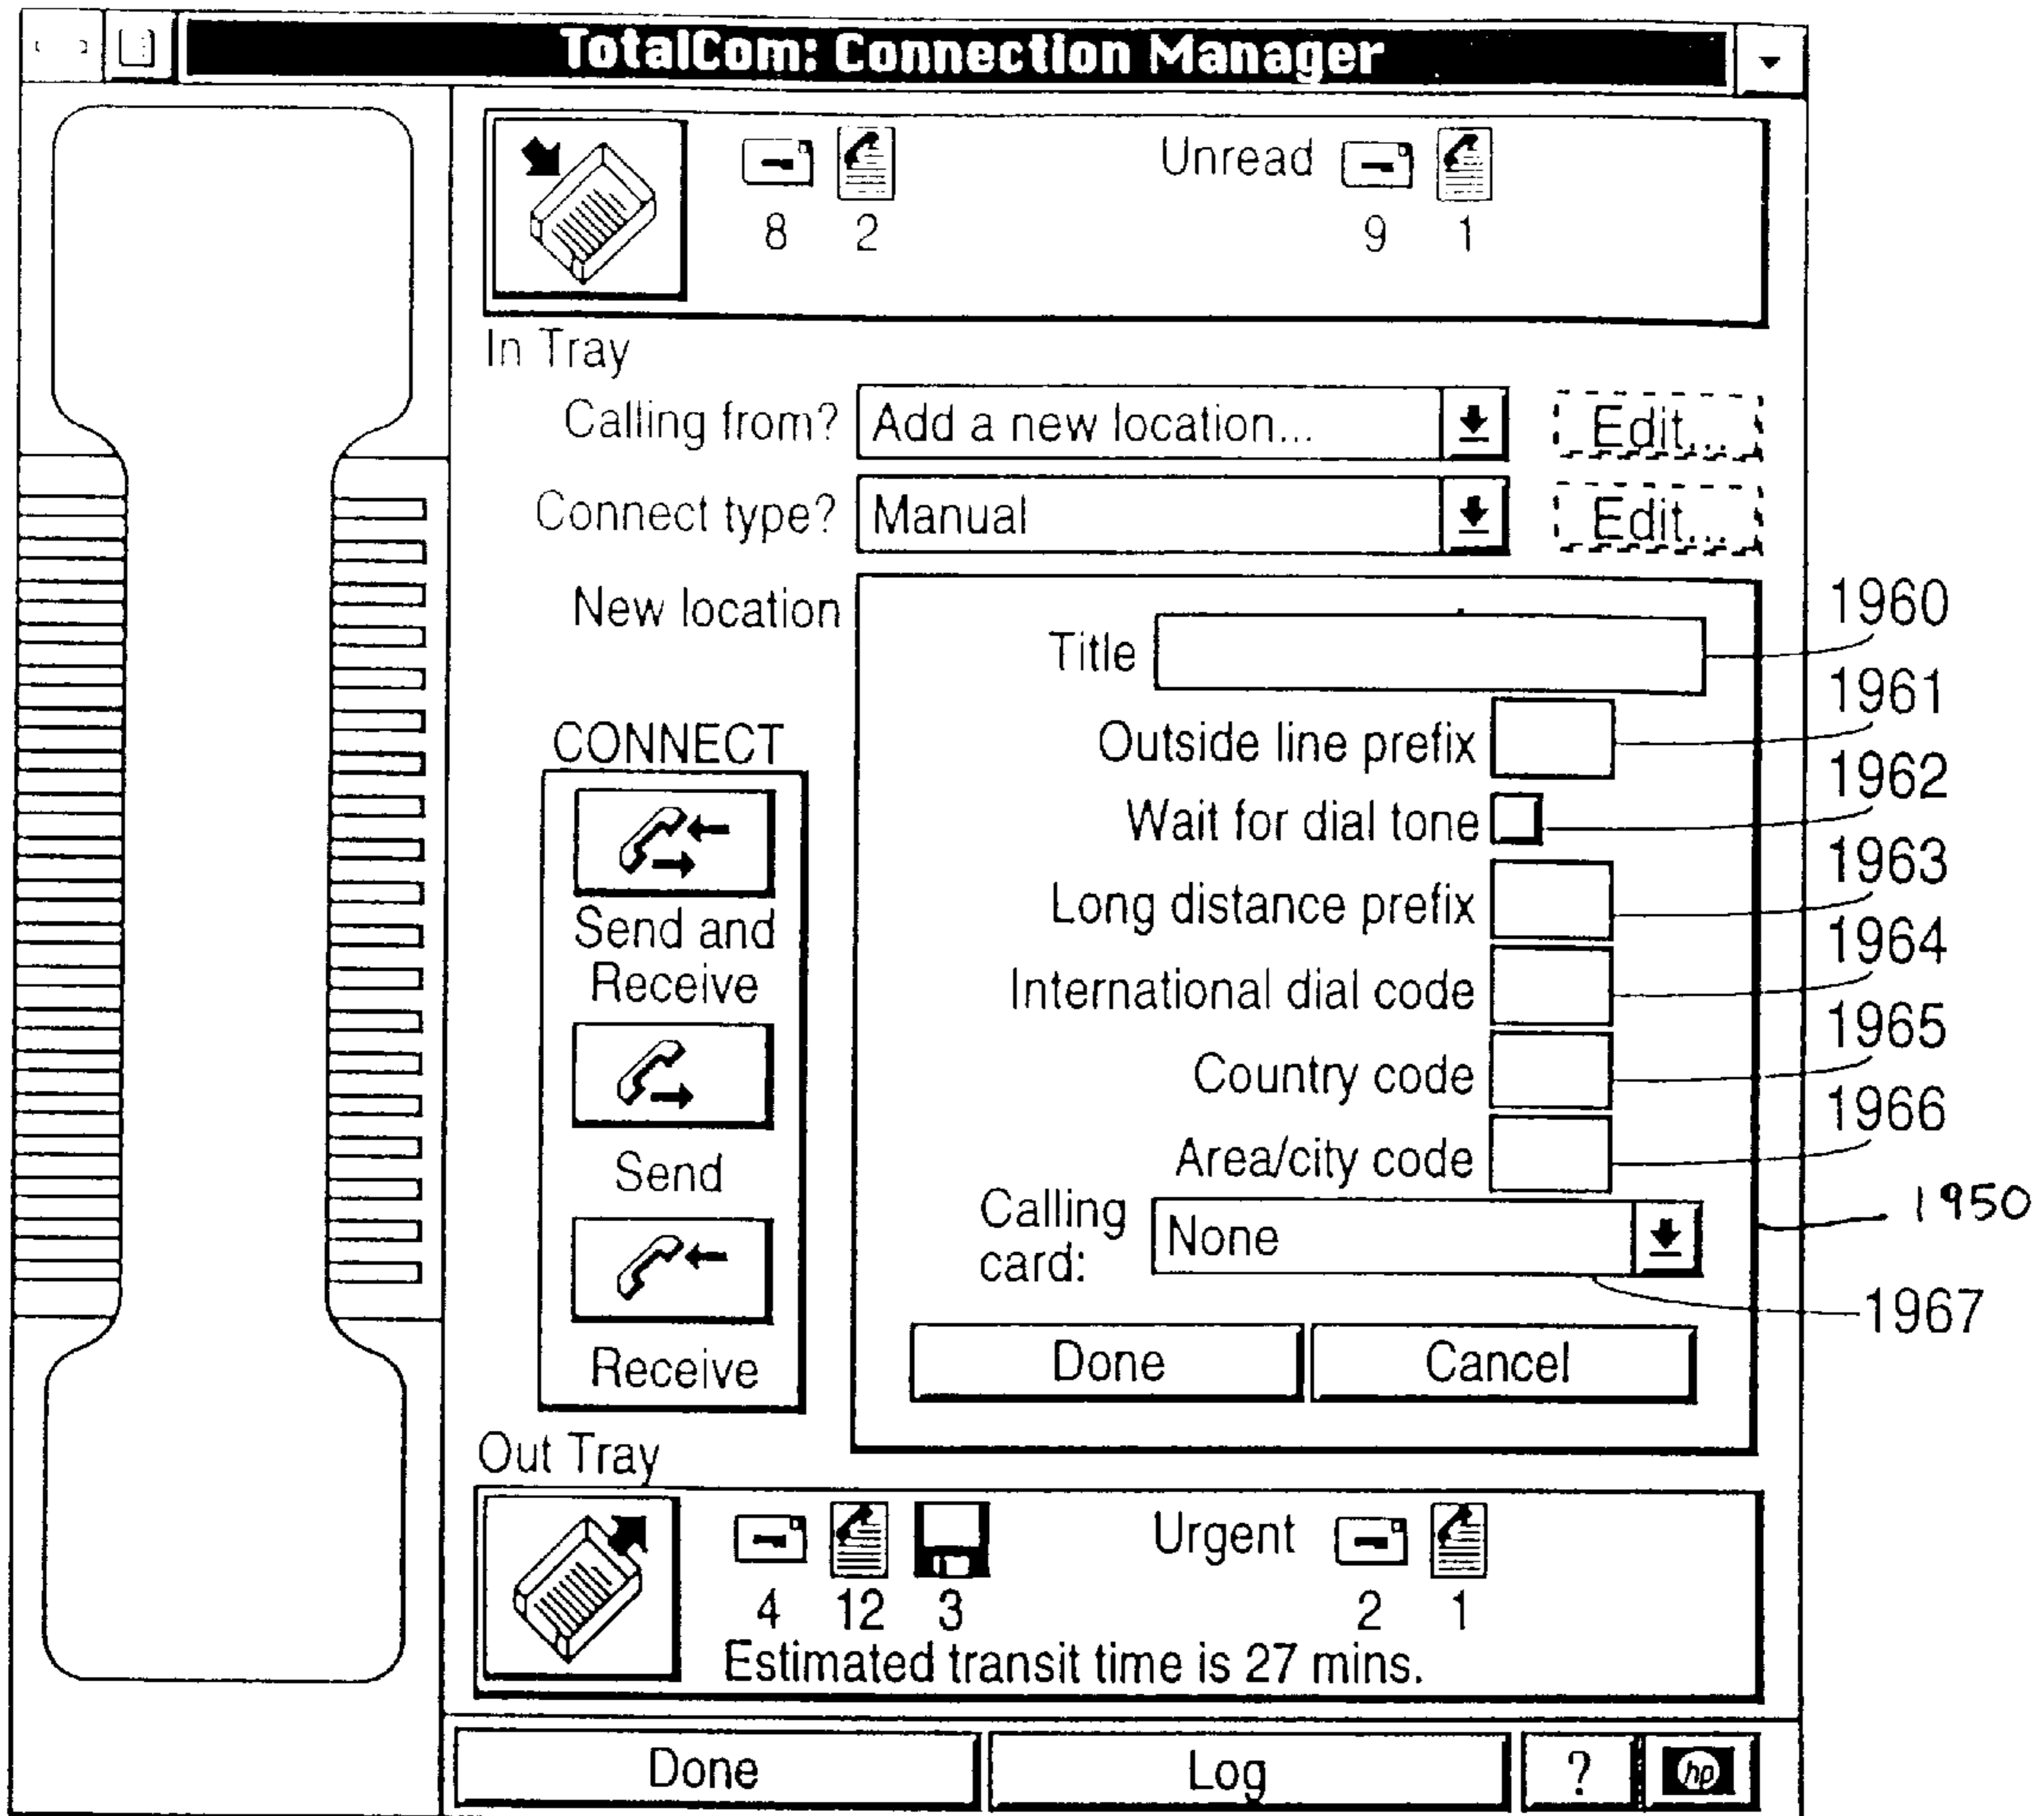 TotalCom: Connection Manager
Unread
8 2 9 1
In Tray
Calling from? Add a new location... Edit...
Connect type? Manual Edit...
New location
Title
1960
Outside line prefix
1961
Wait for dial tone
1962
Long distance prefix
1963
International dial code
1964
Country code
1965
Area/city code
1966
Calling card: None
1950
1967
Done Cancel
CONNECT
Send and
Receive
Send
Receive
Out Tray
Urgent
4 12 3 2 1
Estimated transit time is 27 mins.
Done Log ? hp